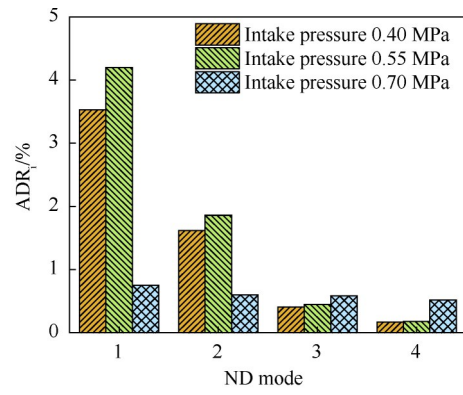 5
4
3
2
1
0
ADRᵢ/%
Intake pressure 0.40 MPa
Intake pressure 0.55 MPa
Intake pressure 0.70 MPa
1 2 3 4
ND mode